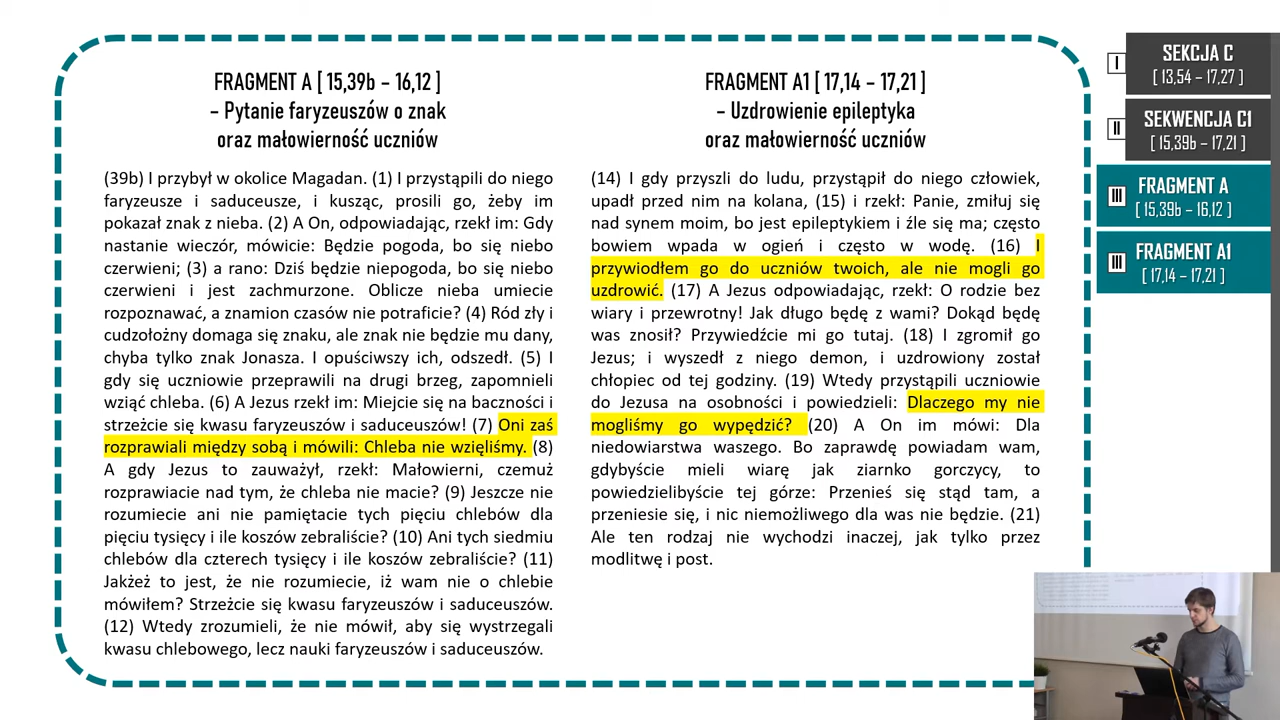 FRAGMENT A [ 15,39b – 16,12 ]
– Pytanie faryzeuszów o znak
oraz małowierność uczniów
(39b) I przybył w okolice Magadan. (1) I przystąpili do niego
faryzeusze i saduceusze, i kusząc, prosili go, żeby im
pokazał znak z nieba. (2) A On, odpowiadając, rzekł im: Gdy
nastanie wieczór, mówicie: Będzie pogoda, bo się niebo
czerwieni; (3) a rano: Dziś będzie niepogoda, bo się niebo
czerwieni i jest zachmurzone. Oblicze nieba umiecie
rozpoznawać, a znamion czasów nie potraficie? (4) Ród zły i
cudzołożny domaga się znaku, ale znak nie będzie mu dany,
chyba tylko znak Jonasza. I opuściwszy ich, odszedł. (5) I
gdy się uczniowie przeprawili na drugi brzeg, zapomnieli
wziąć chleba. (6) A Jezus rzekł im: Miejcie się na baczności i
strzeżcie się kwasu faryzeuszów i saduceuszów! (7) Oni zaś
rozprawiali między sobą i mówili: Chleba nie wzięliśmy. (8)
A gdy Jezus to zauważył, rzekł: Małowierni, czemuż
rozprawiacie nad tym, że chleba nie macie? (9) Jeszcze nie
rozumiecie ani nie pamiętacie tych pięciu chlebów dla
pięciu tysięcy i ile koszów zebraliście? (10) Ani tych siedmiu
chlebów dla czterech tysięcy i ile koszów zebraliście? (11)
Jakżeż to jest, że nie rozumiecie, iż wam nie o chlebie
mówiłem? Strzeżcie się kwasu faryzeuszów i saduceuszów.
(12) Wtedy zrozumieli, że nie mówił, aby się wystrzegali
kwasu chlebowego, lecz nauki faryzeuszów i saduceuszów.
FRAGMENT A1 [ 17,14 – 17,21 ]
– Uzdrowienie epileptyka
oraz małowierność uczniów
(14) I gdy przyszli do ludu, przystąpił do niego człowiek,
upadł przed nim na kolana, (15) i rzekł: Panie, zmiłuj się
nad synem moim, bo jest epileptykiem i źle się ma; często
bowiem wpada w ogień i często w wodę. (16) I
przywiodłem go do uczniów twoich, ale nie mogli go
uzdrowić. (17) A Jezus odpowiadając, rzekł: O rodzie bez
wiary i przewrotny! Jak długo będę z wami? Dokąd będę
was znosił? Przywiedźcie mi go tutaj. (18) I zgromił go
Jezus; i wyszedł z niego demon, i uzdrowiony został
chłopiec od tej godziny. (19) Wtedy przystąpili uczniowie
do Jezusa na osobności i powiedzieli: Dlaczego my nie
mogliśmy go wypędzić? (20) A On im mówi: Dla
niedowiarstwa waszego. Bo zaprawdę powiadam wam,
gdybyście mieli wiarę jak ziarnko gorczycy, to
powiedzielibyście tej górze: Przenieś się stąd tam, a
przeniesie się, i nic niemożliwego dla was nie będzie. (21)
Ale ten rodzaj nie wychodzi inaczej, jak tylko przez
modlitwę i post.
I
SEKCJA C
[ 13,54 – 17,27 ]
II
SEKWENCJA C1
[ 15,39b – 17,21 ]
III
FRAGMENT A
[ 15,39b – 16,12 ]
III
FRAGMENT A1
[ 17,14 – 17,21 ]